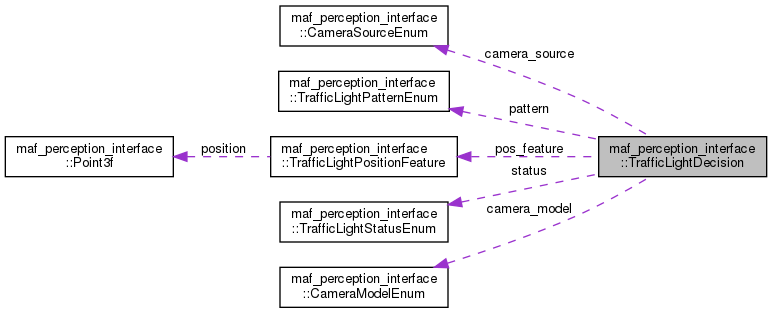 maf_perception_interface
::CameraSourceEnum
camera_source
maf_perception_interface
::TrafficLightPatternEnum
pattern
maf_perception_interface
::Point3f
position
maf_perception_interface
::TrafficLightPositionFeature
pos_feature
maf_perception_interface
::TrafficLightDecision
status
maf_perception_interface
::TrafficLightStatusEnum
camera_model
maf_perception_interface
::CameraModelEnum